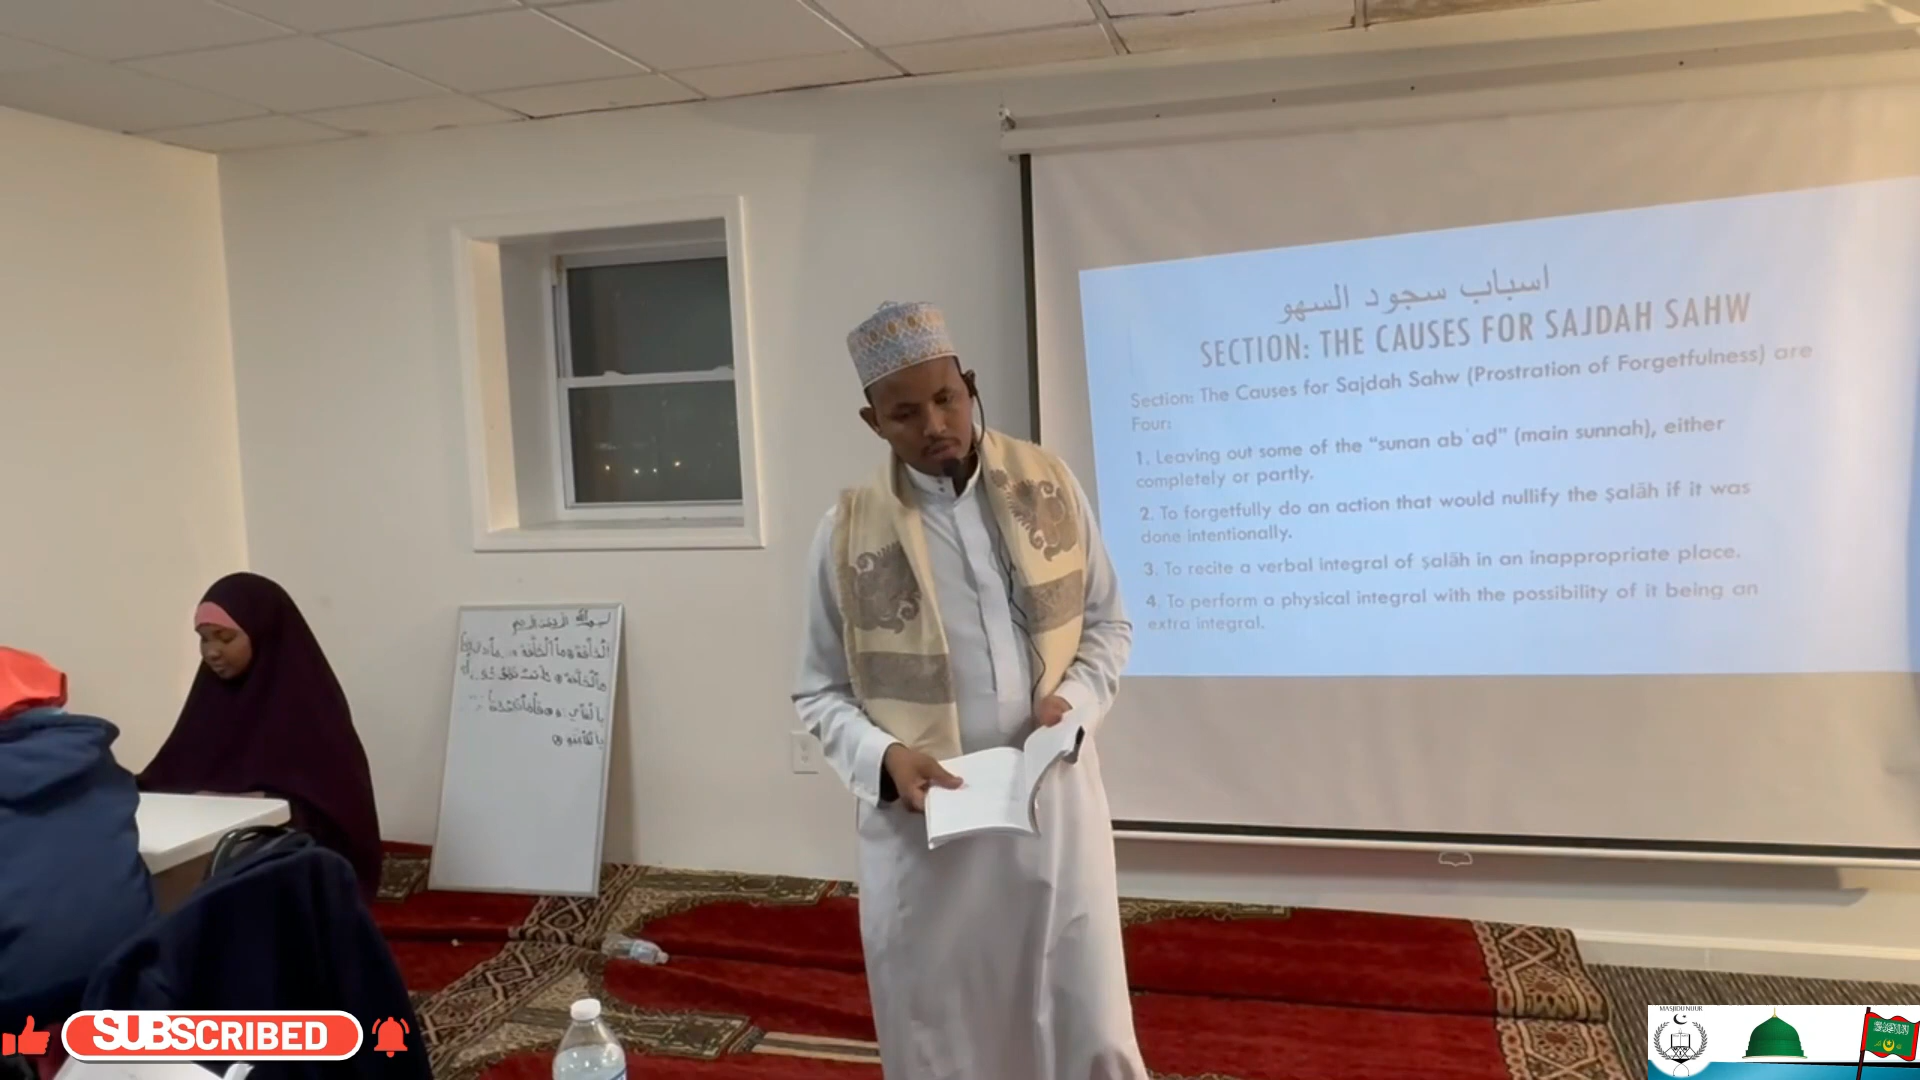 اسباب سجود السهو
SECTION: THE CAUSES FOR SAJDAH SAHW
Section: The Causes for Sajdah Sahw (Prostration of Forgetfulness) are
Four:
1. Leaving out some of the “sunan abʿaḍ” (main sunnah), either
completely or partly.
2. To forgetfully do an action that would nullify the Ṣalāh if it was
done intentionally.
3. To recite a verbal integral of ṣalāh in an inappropriate place.
4. To perform a physical integral with the possibility of it being an
extra integral.
SUBSCRIBED
MASJIDU NUUR